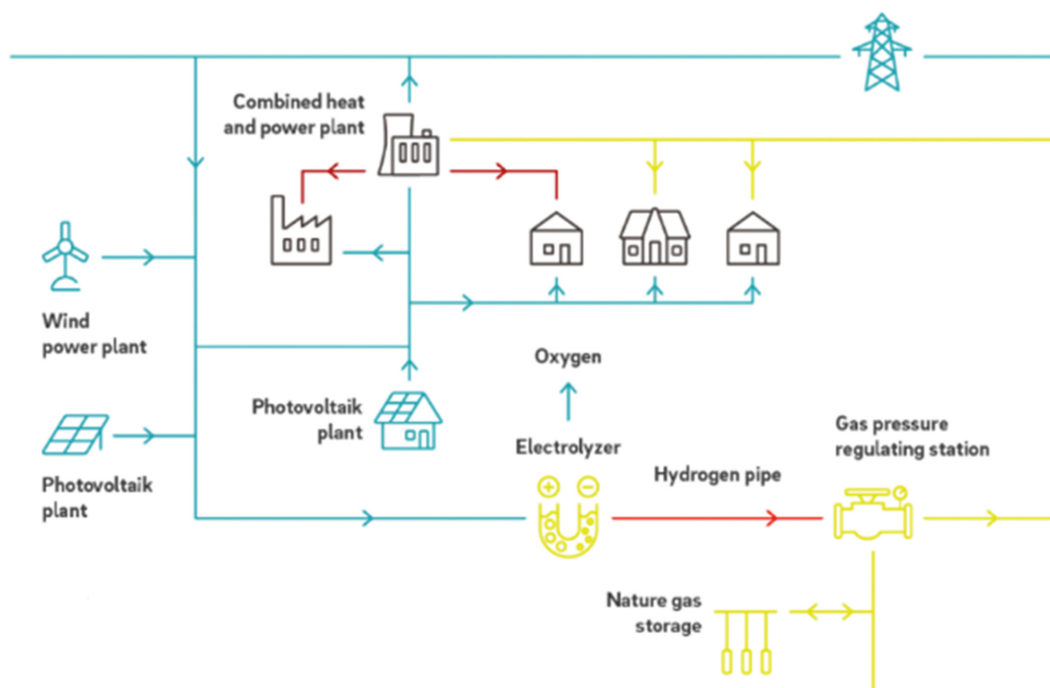 Combined heat
and power plant
Wind
power plant
Oxygen
Photovoltaik
plant
Electrolyzer
Gas pressure
regulating station
Hydrogen pipe
Photovoltaik
plant
Nature gas
storage